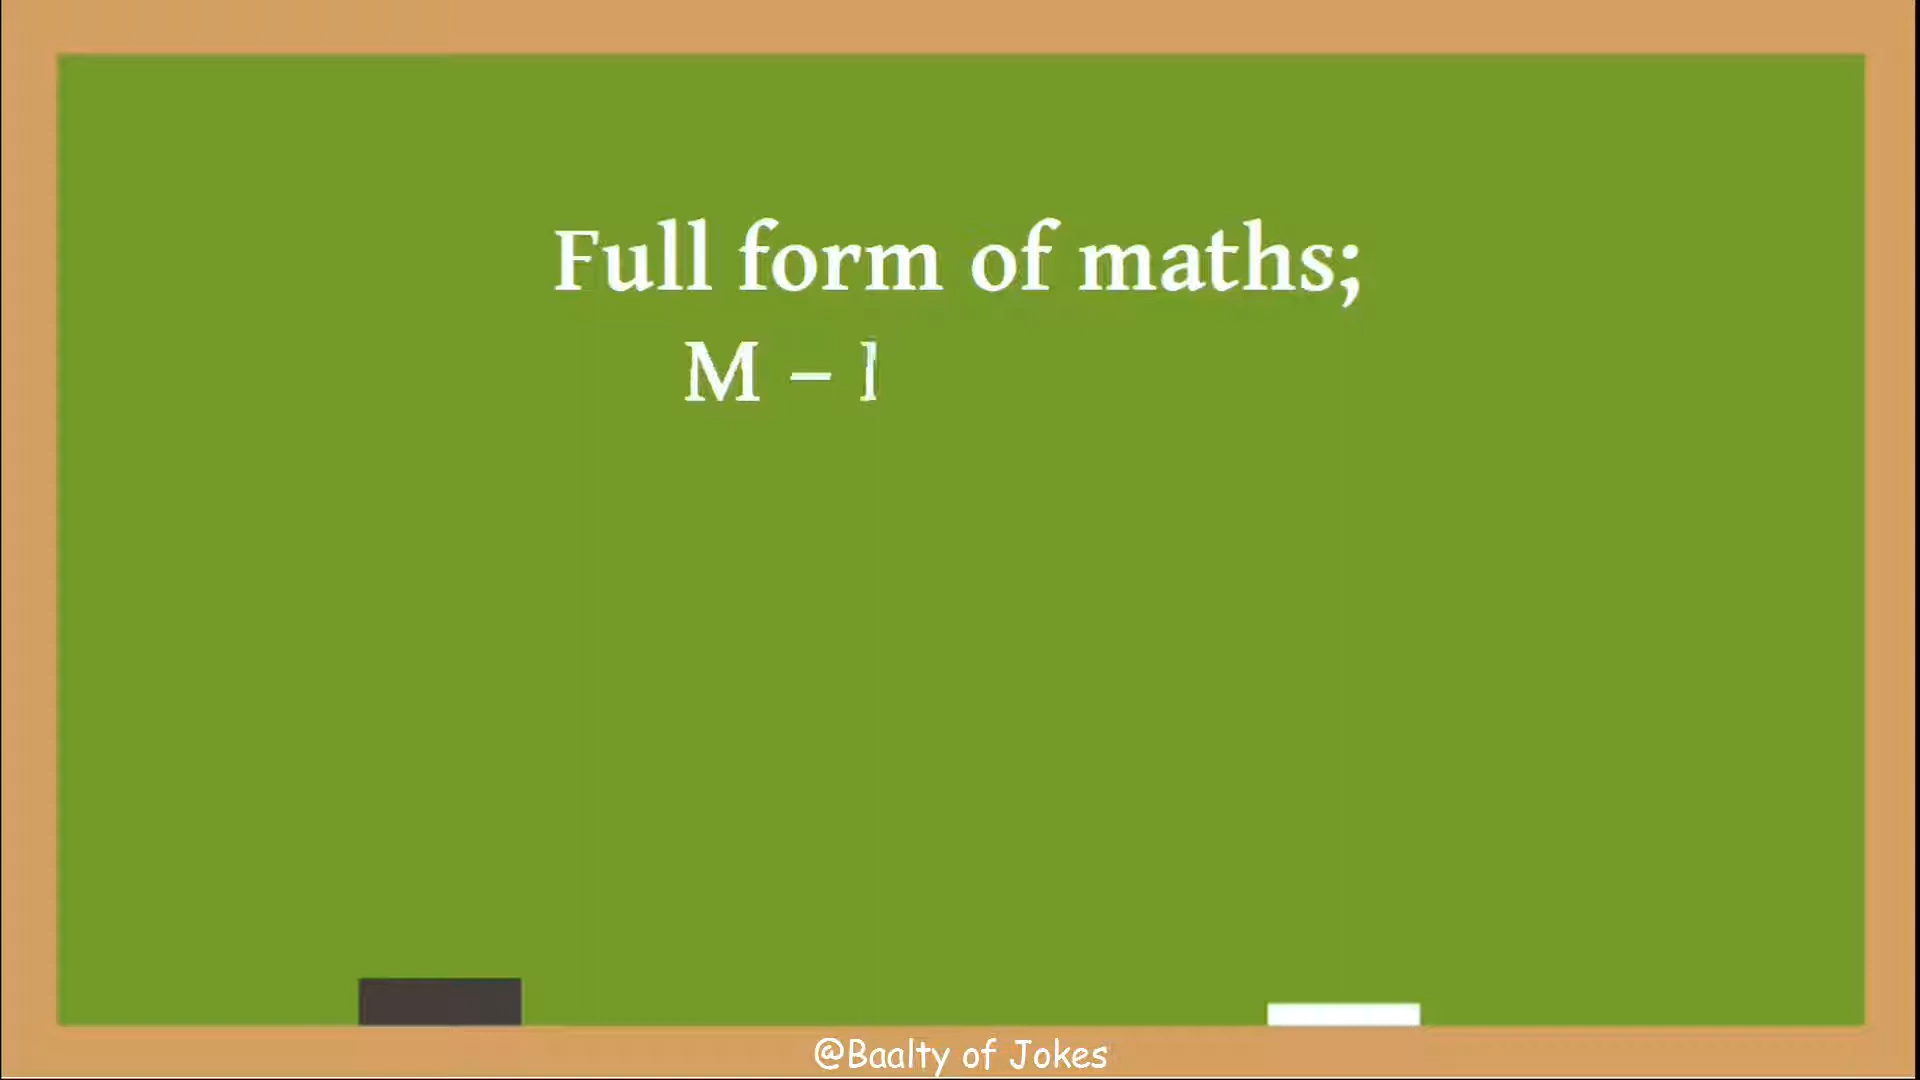 Full form of maths;
M –
@Baalty of Jokes